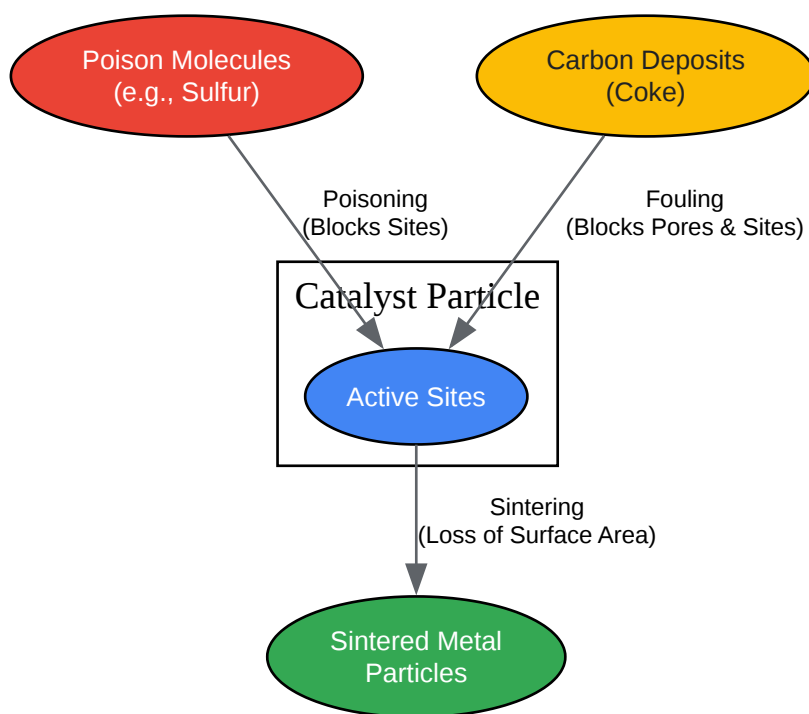 Poison Molecules
(e.g., Sulfur)
Carbon Deposits
(Coke)
Poisoning
(Blocks Sites)
Fouling
(Blocks Pores & Sites)
Catalyst Particle
Active Sites
Sintering
(Loss of Surface Area)
Sintered Metal
Particles